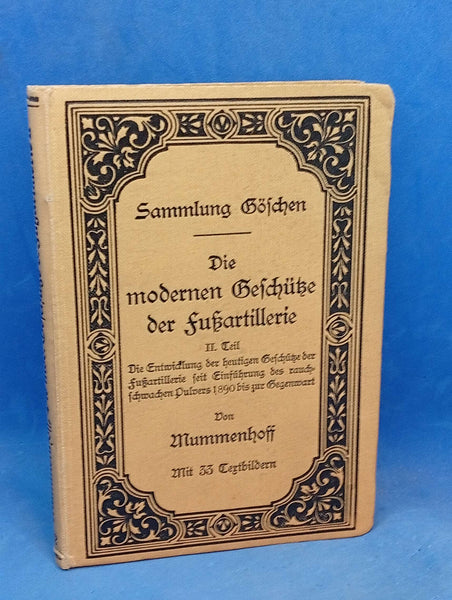 Sammlung Göschen
Die
modernen Geschütze
der Fußartillerie
II. Teil
Die Entwicklung der heutigen Geschütze der
Fußartillerie seit Einführung des rauch-
schwachen Pulvers 1890 bis zur Gegenwart
Von
Mummenhoff
Mit 33 Textbildern